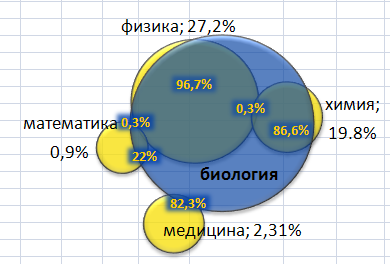 физика; 27,2%
96,7%
химия;
19.8%
0,3%
86,6%
математика
0,9%
0,3%
22%
биология
82,3%
медицина; 2,31%